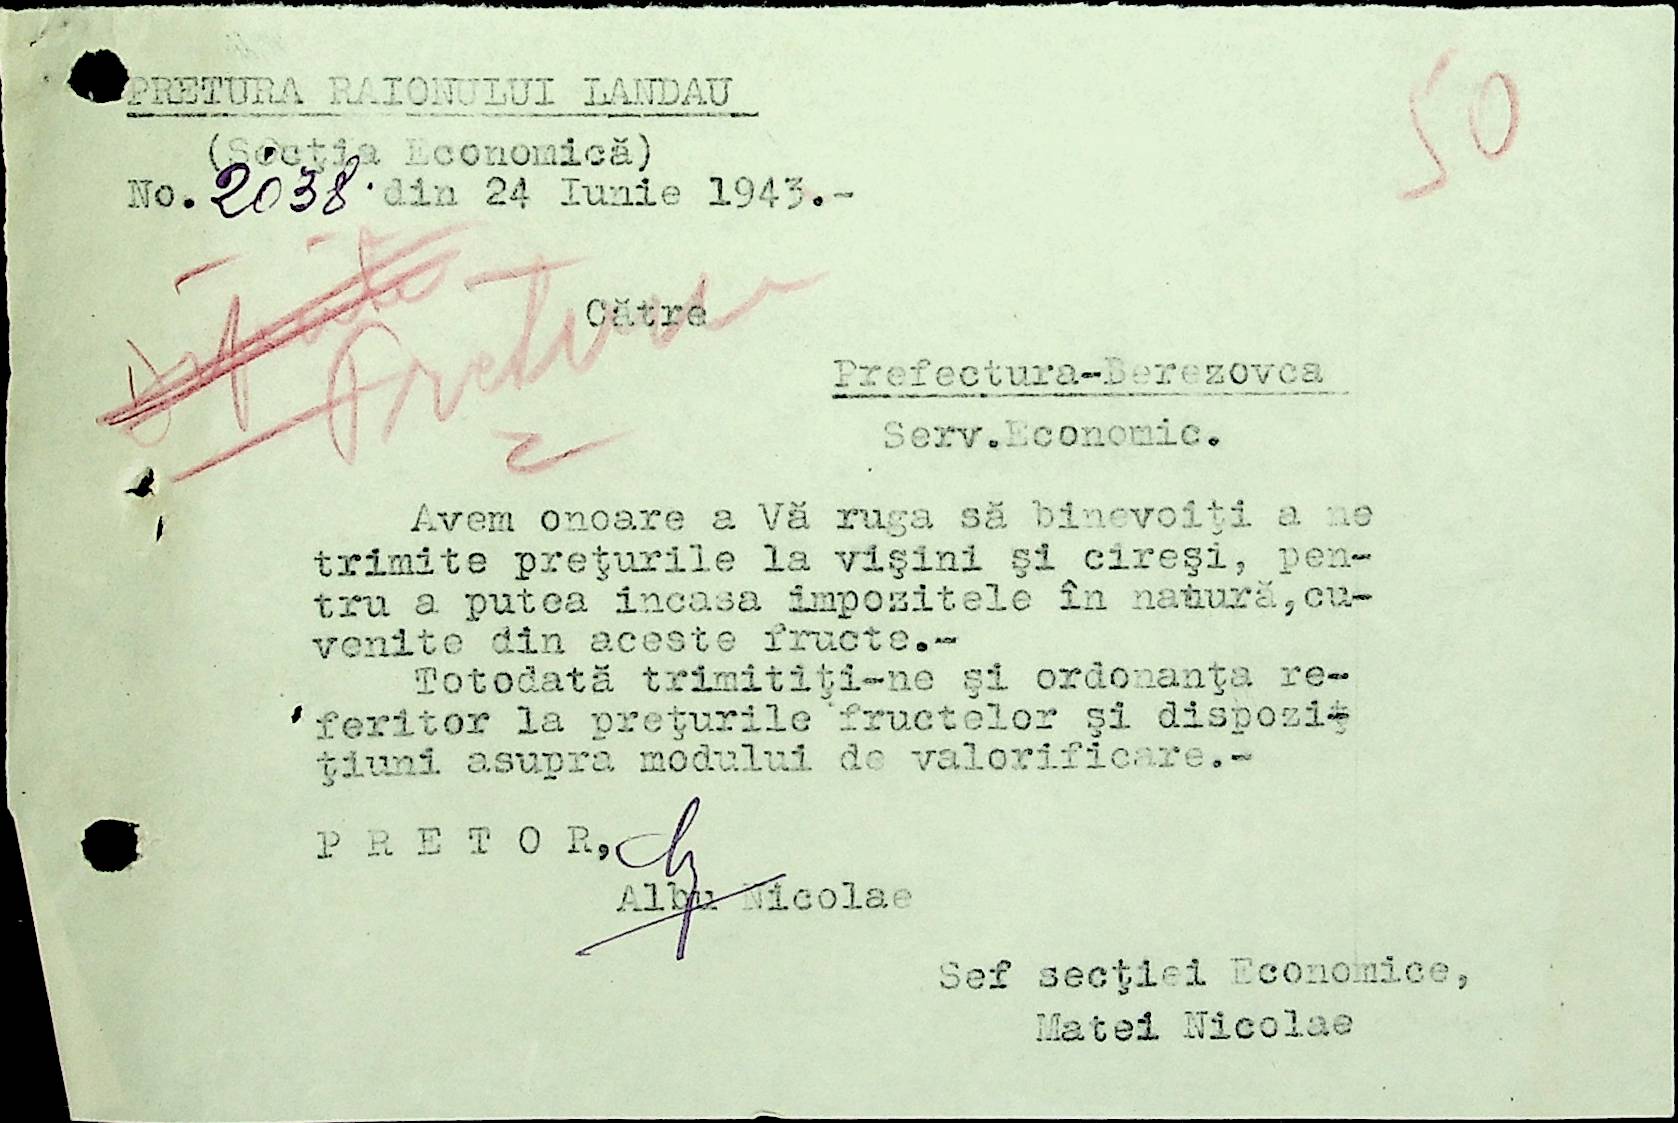 50
PRETURA RAIONULUI LANDAU
(Secţia Economică)
No. 2038. din 24 Iunie 1943.-
Către
Prefectura-Berezovca
Serv.Economic.
Avem onoare a Vă ruga să binevoiţi a ne
trimite preţurile la vişini şi cireşi, pen-
tru a putea incasa impozitele în natură,cu-
venite din aceste fructe.-
Totodată trimitiţi-ne şi ordonanţa re-
feritor la preţurile fructelor şi dispoziţ
ţiuni asupra modului de valorificare.-
P R E T O R,
Albu Nicolae
Sef secţiei Economice,
Matei Nicolae